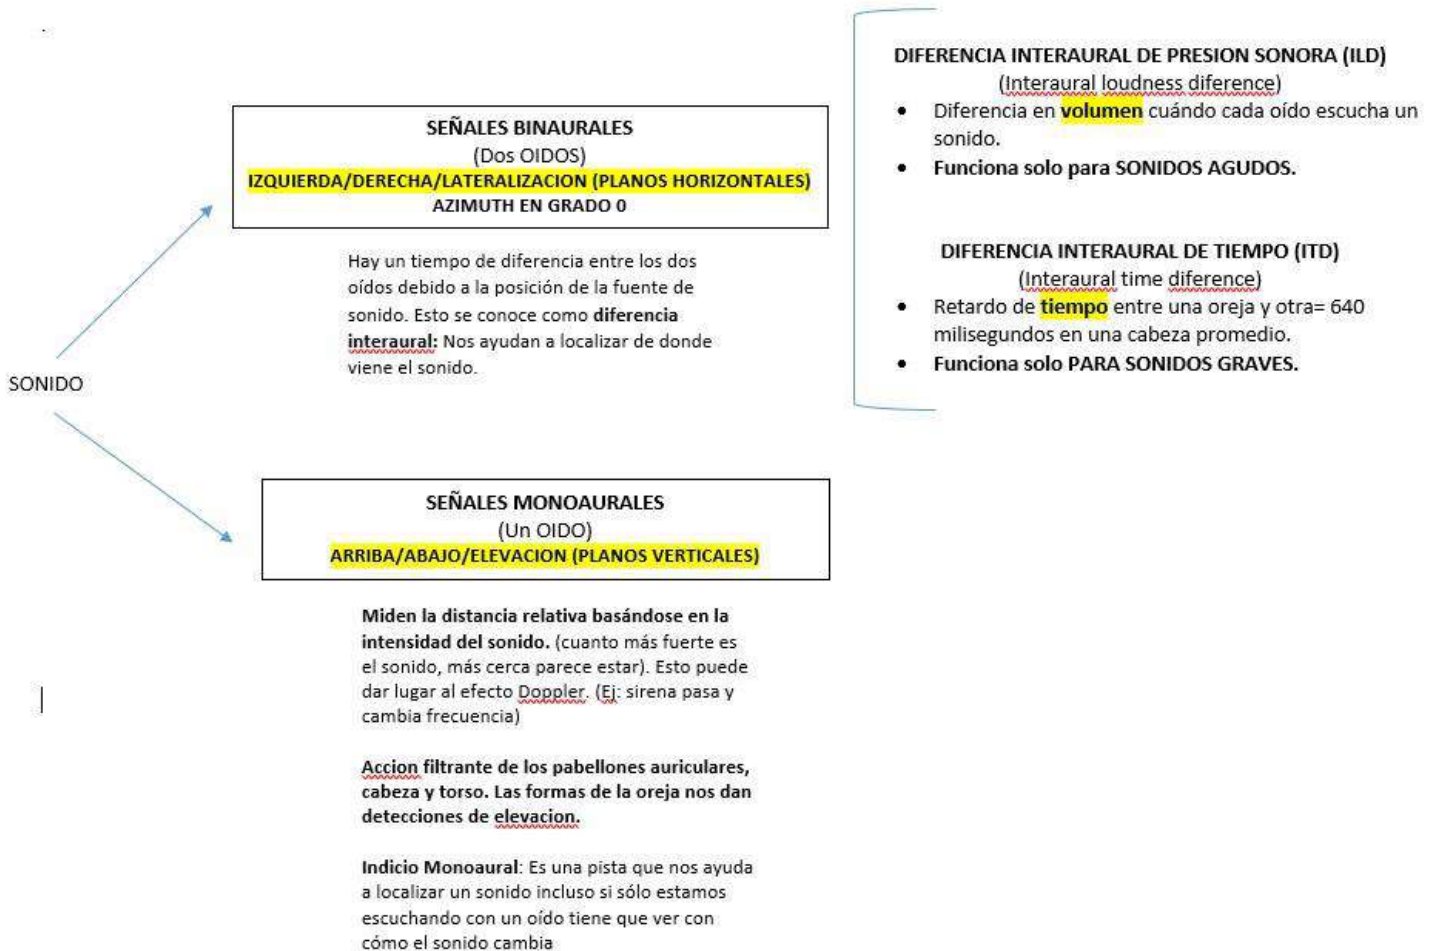 SONIDO
SEÑALES BINAURALES
(Dos OIDOS)
IZQUIERDA/DERECHA/LATERALIZACION (PLANOS HORIZONTALES)
AZIMUTH EN GRADO 0
Hay un tiempo de diferencia entre los dos
oídos debido a la posición de la fuente de
sonido. Esto se conoce como diferencia
interaural: Nos ayudan a localizar de donde
viene el sonido.
DIFERENCIA INTERAURAL DE PRESION SONORA (ILD)
(Interaural loudness diference)
• Diferencia en volumen cuándo cada oído escucha un
sonido.
• Funciona solo para SONIDOS AGUDOS.
DIFERENCIA INTERAURAL DE TIEMPO (ITD)
(Interaural time diference)
• Retardo de tiempo entre una oreja y otra= 640
milisegundos en una cabeza promedio.
• Funciona solo PARA SONIDOS GRAVES.
SEÑALES MONOAURALES
(Un OIDO)
ARRIBA/ABAJO/ELEVACION (PLANOS VERTICALES)
Miden la distancia relativa basándose en la
intensidad del sonido. (cuanto más fuerte es
el sonido, más cerca parece estar). Esto puede
dar lugar al efecto Doppler. (Ej: sirena pasa y
cambia frecuencia)
Accion filtrante de los pabellones auriculares,
cabeza y torso. Las formas de la oreja nos dan
detecciones de elevacion.
Indicio Monoaural: Es una pista que nos ayuda
a localizar un sonido incluso si sólo estamos
escuchando con un oído tiene que ver con
cómo el sonido cambia